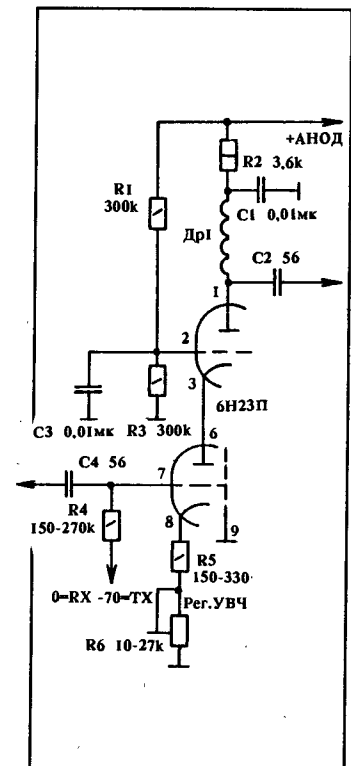 +АНОД
R2 3,6k
R1
300k
C1 0,01мк
Др1
C2 56
1
2
3
6Н23П
C3 0,01мк
R3 300k
6
C4 56
7
R4
150-270k
8
9
R5
150-330
0=RX -70=TX
Рег.УВЧ
R6 10-27k